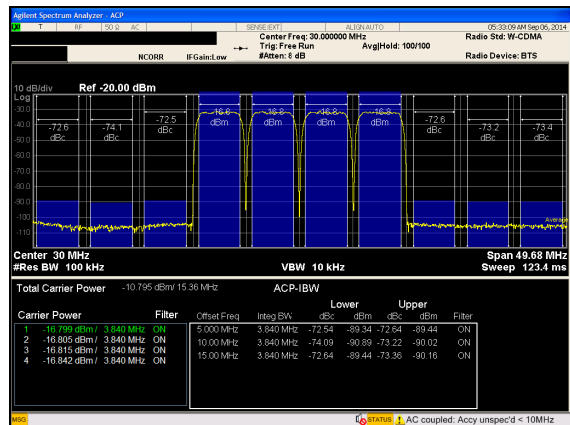 Agilent Spectrum Analyzer - ACP
T RF 50 Ω AC SENSE:EXT ALIGNAUTO 05:33:09 AM Sep 06, 2014
Center Freq: 30.000000 MHz Radio Std: W-CDMA
Trig: Free Run Avg|Hold: 100/100
NCORR IFGain:Low #Atten: 8 dB Radio Device: BTS
10 dB/div Ref -20.00 dBm
Log
-30.0
-40.0
-50.0
-60.0
-70.0
-80.0
-90.0
-100
-110
-72.6 dBc
-74.1 dBc
-72.5 dBc
-16.8 dBm
-16.8 dBm
-16.8 dBm
-16.8 dBm
-72.6 dBc
-73.2 dBc
-73.4 dBc
Average
Center 30 MHz Span 49.68 MHz
#Res BW 100 kHz VBW 10 kHz Sweep 123.4 ms
Total Carrier Power -10.795 dBm/ 15.36 MHz ACP-IBW
Lower Upper
Carrier Power Filter Offset Freq Integ BW dBc dBm dBc dBm Filter
1 -16.799 dBm / 3.840 MHz ON 5.000 MHz 3.840 MHz -72.54 -89.34 -72.64 -89.44 ON
2 -16.805 dBm / 3.840 MHz ON 10.00 MHz 3.840 MHz -74.09 -90.89 -73.22 -90.02 ON
3 -16.815 dBm / 3.840 MHz ON 15.00 MHz 3.840 MHz -72.64 -89.44 -73.36 -90.16 ON
4 -16.842 dBm / 3.840 MHz ON
MSG STATUS AC coupled: Accy unspec'd < 10MHz